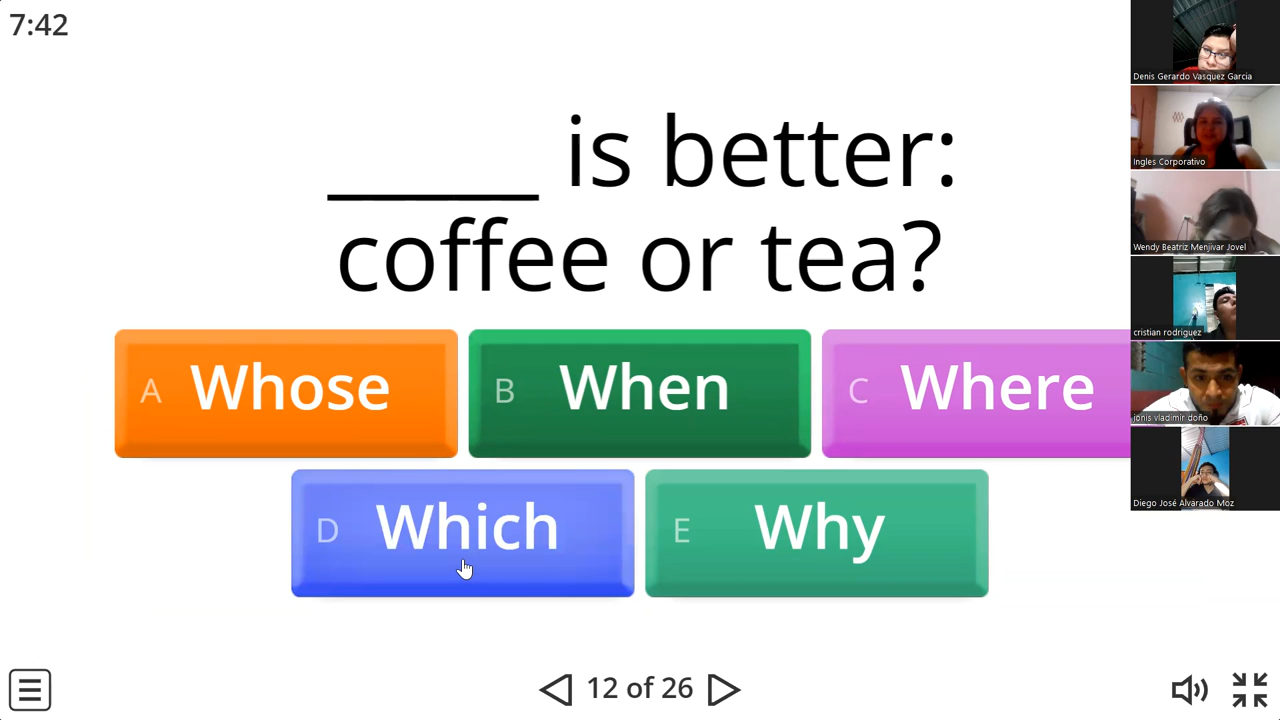 7:42
_____ is better:
coffee or tea?
A Whose
B When
C Where
D Which
E Why
12 of 26
Denis Gerardo Vasquez Garcia
Ingles Corporativo
Wendy Beatriz Menjivar Jovel
cristian rodriguez
jonis vladimir doño
Diego José Alvarado Moz